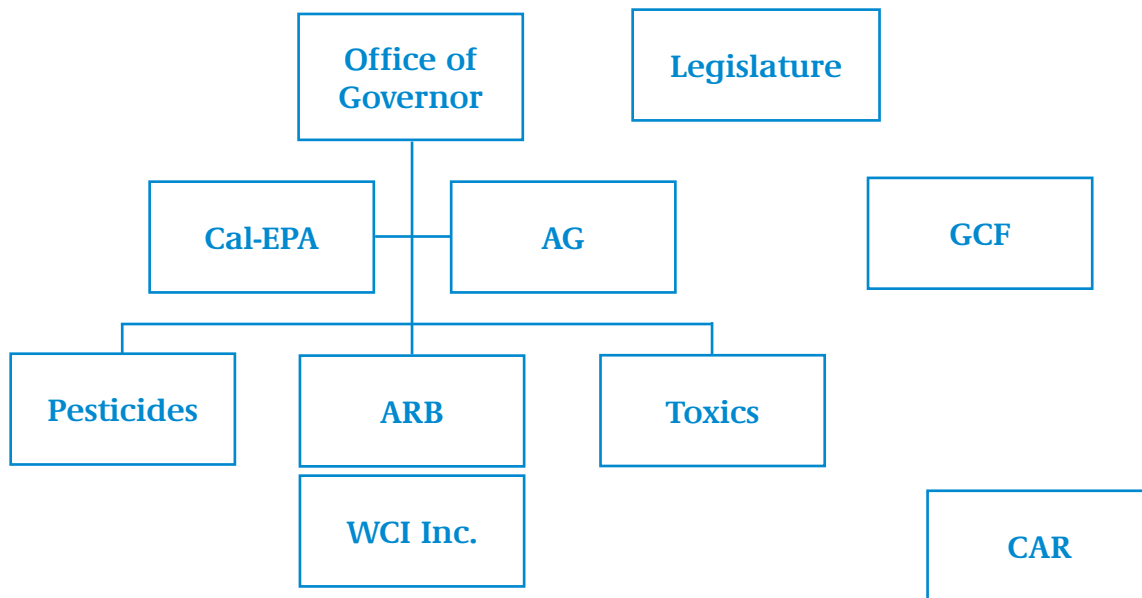 Office of
Governor
Legislature
Cal-EPA
AG
GCF
Pesticides
ARB
Toxics
WCI Inc.
CAR